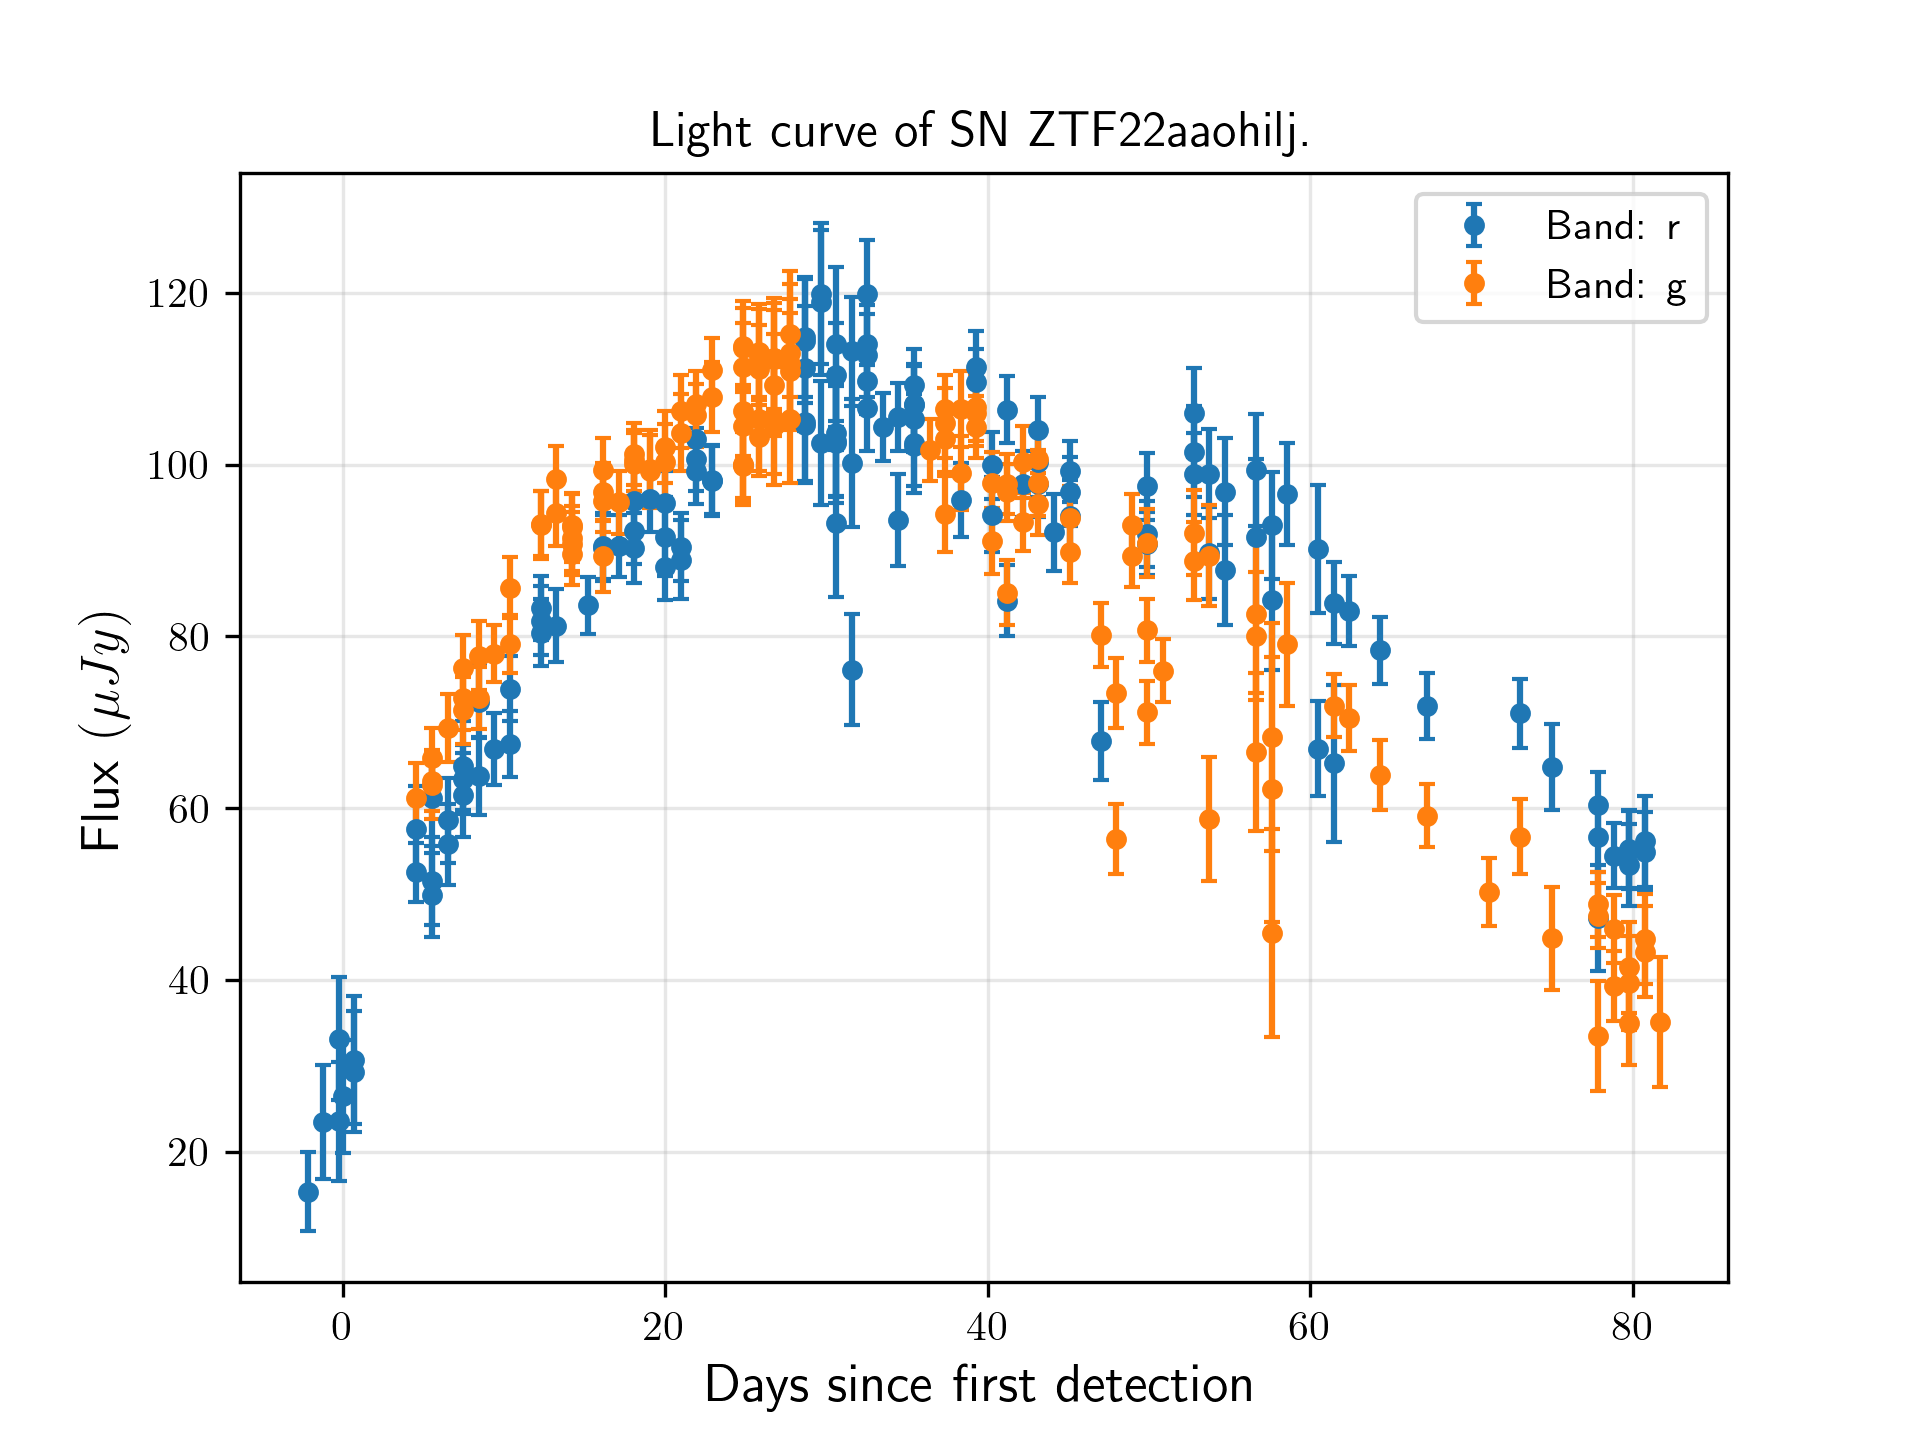 Light curve of SN ZTF22aaohilj.
Band: r
Band: g
120
100
80
60
40
20
Flux (μJy)
0 20 40 60 80
Days since first detection